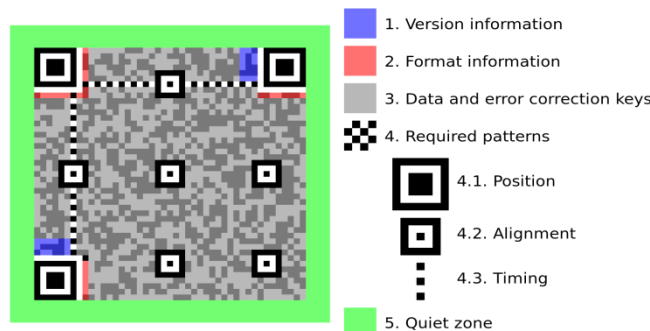 1. Version information
2. Format information
3. Data and error correction keys
4. Required patterns
4.1. Position
4.2. Alignment
4.3. Timing
5. Quiet zone